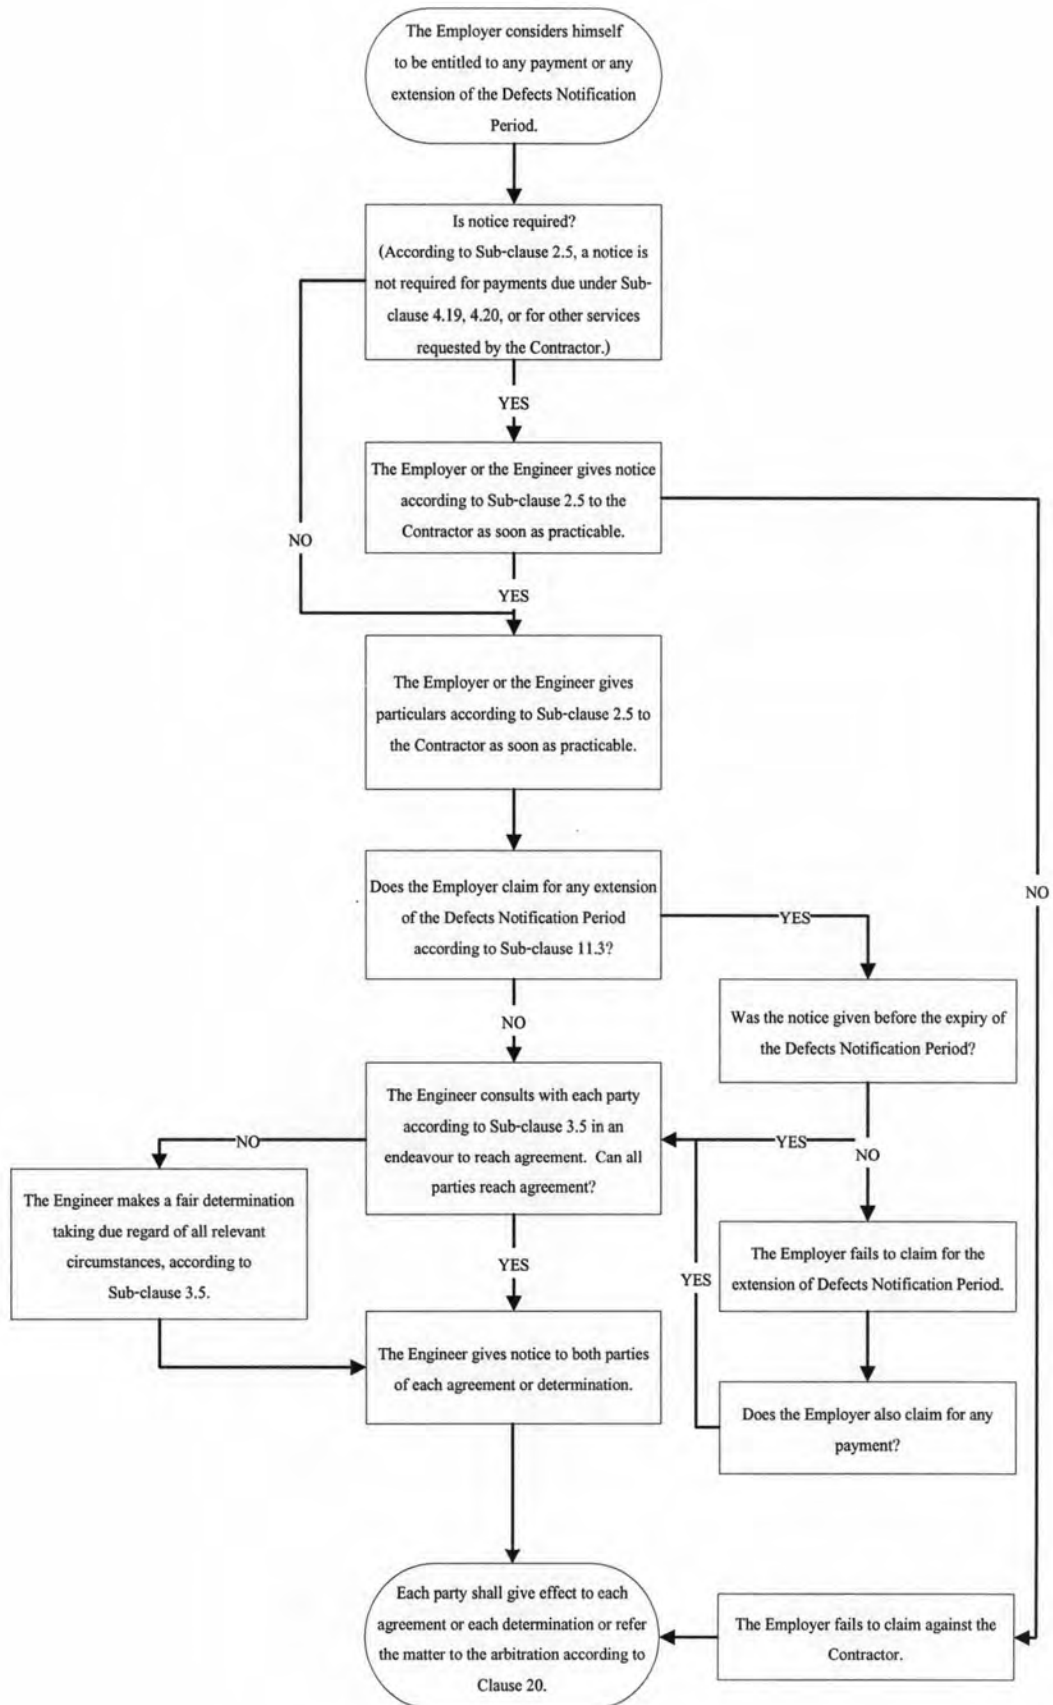 The Employer considers himself
to be entitled to any payment or any
extension of the Defects Notification
Period.
Is notice required?
(According to Sub-clause 2.5, a notice is
not required for payments due under Sub-
clause 4.19, 4.20, or for other services
requested by the Contractor.)
YES
The Employer or the Engineer gives notice
according to Sub-clause 2.5 to the
Contractor as soon as practicable.
NO
YES
The Employer or the Engineer gives
particulars according to Sub-clause 2.5 to
the Contractor as soon as practicable.
Does the Employer claim for any extension
of the Defects Notification Period
according to Sub-clause 11.3?
NO
YES
Was the notice given before the expiry of
the Defects Notification Period?
NO
The Engineer consults with each party
according to Sub-clause 3.5 in an
endeavour to reach agreement. Can all
parties reach agreement?
NO
YES
NO
The Engineer makes a fair determination
taking due regard of all relevant
circumstances, according to
Sub-clause 3.5.
YES
The Employer fails to claim for the
extension of Defects Notification Period.
YES
The Engineer gives notice to both parties
of each agreement or determination.
Does the Employer also claim for any
payment?
Each party shall give effect to each
agreement or each determination or refer
the matter to the arbitration according to
Clause 20.
The Employer fails to claim against the
Contractor.